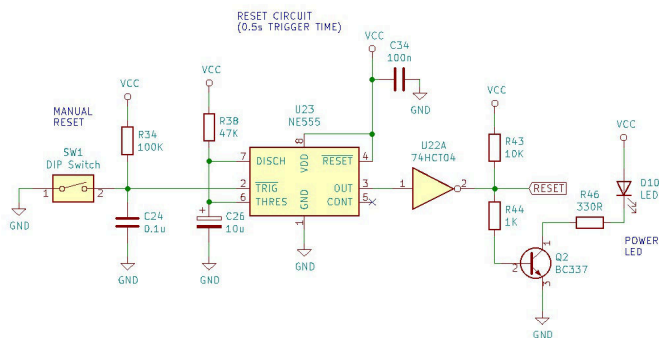 RESET CIRCUIT
(0.5s TRIGGER TIME)
VCC
C34
100n
GND
VCC
VCC
VCC
VCC
MANUAL
RESET
R34
100K
R38
47K
U23
NE555
U22A
74HCT04
R43
10K
SW1
DIP Switch
1
2
GND
C24
0.1u
GND
C26
10u
GND
7
DISCH
2
TRIG
6
THRES
8
VDD
RESET
4
OUT
3
CONT
5
GND
1
GND
1
2
RESET
R44
1K
R46
330R
D10
LED
POWER
LED
1
2
3
Q2
BC337
GND